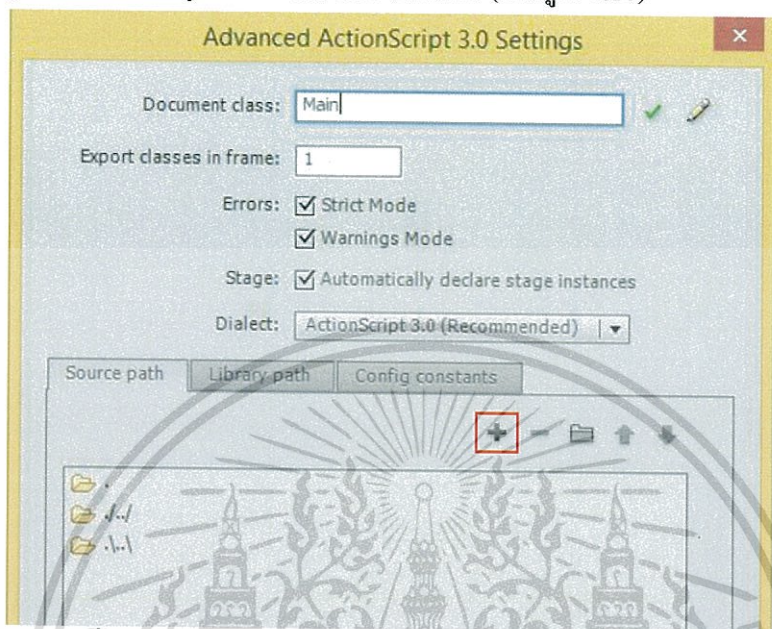 Advanced ActionScript 3.0 Settings
Document class: Main
Export classes in frame: 1
Errors: Strict Mode
Warnings Mode
Stage: Automatically declare stage instances
Dialect: ActionScript 3.0 (Recommended)
Source path Library path Config constants
.
./../
.\..\